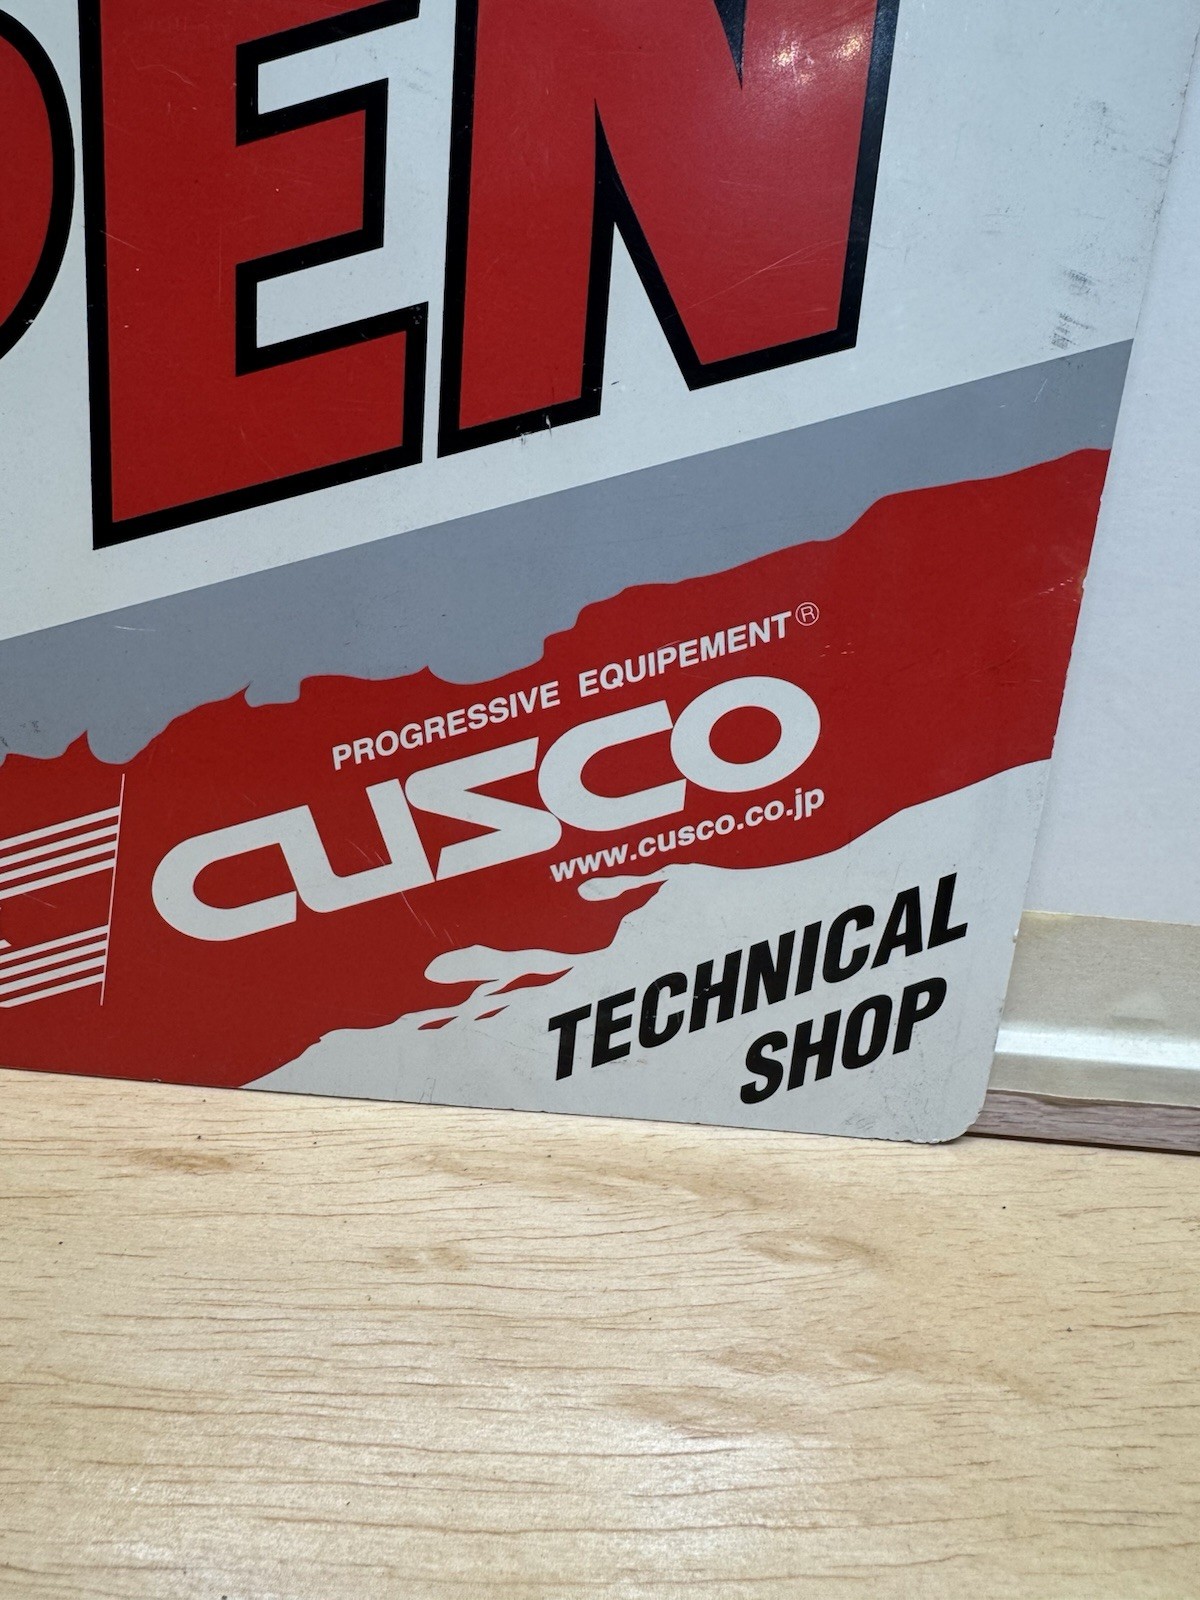 PEN
PROGRESSIVE EQUIPEMENT®
CUSCO
www.cusco.co.jp
TECHNICAL
SHOP